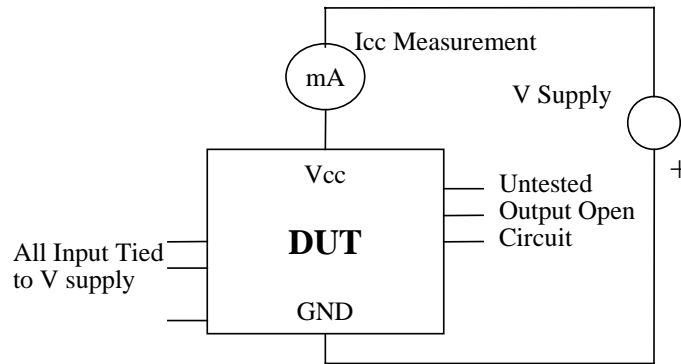 Icc Measurement
mA
V Supply
+
Vcc
Untested
Output Open
Circuit
DUT
All Input Tied
to V supply
GND